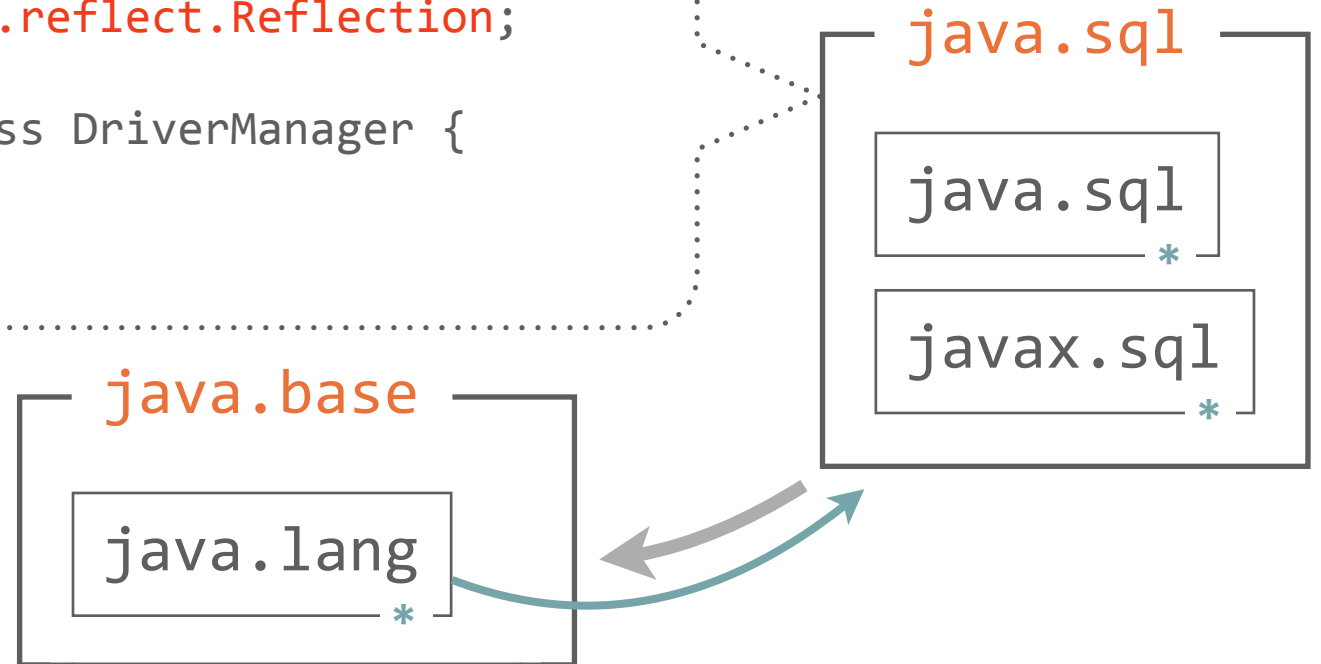 .reflect.Reflection;
ss DriverManager {
java.sql
java.sql
*
javax.sql
*
java.base
java.lang
*